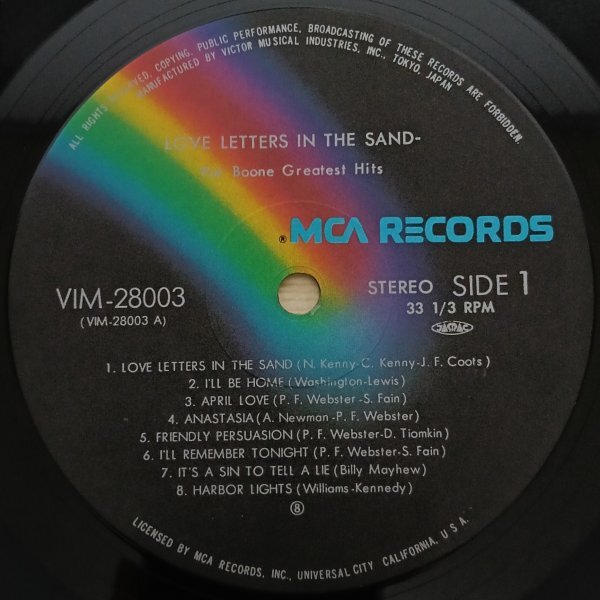 ALL RIGHTS RESERVED, COPYING, PUBLIC PERFORMANCE, BROADCASTING OF THESE RECORDS ARE FORBIDDEN.
MANUFACTURED BY VICTOR MUSICAL INDUSTRIES, INC., TOKYO, JAPAN
LOVE LETTERS IN THE SAND-
Pat Boone Greatest Hits
® MCA RECORDS
VIM-28003
(VIM-28003 A)
STEREO SIDE 1
33 1/3 RPM
JASRAC
1. LOVE LETTERS IN THE SAND (N. Kenny-C. Kenny-J. F. Coots)
2. I'LL BE HOME (Washington-Lewis)
3. APRIL LOVE (P. F. Webster-S. Fain)
4. ANASTASIA (A. Newman-P. F. Webster)
5. FRIENDLY PERSUASION (P. F. Webster-D. Tiomkin)
6. I'LL REMEMBER TONIGHT (P. F. Webster-S. Fain)
7. IT'S A SIN TO TELL A LIE (Billy Mayhew)
8. HARBOR LIGHTS (Williams-Kennedy)
⑧
LICENSED BY MCA RECORDS, INC., UNIVERSAL CITY CALIFORNIA, U.S.A.